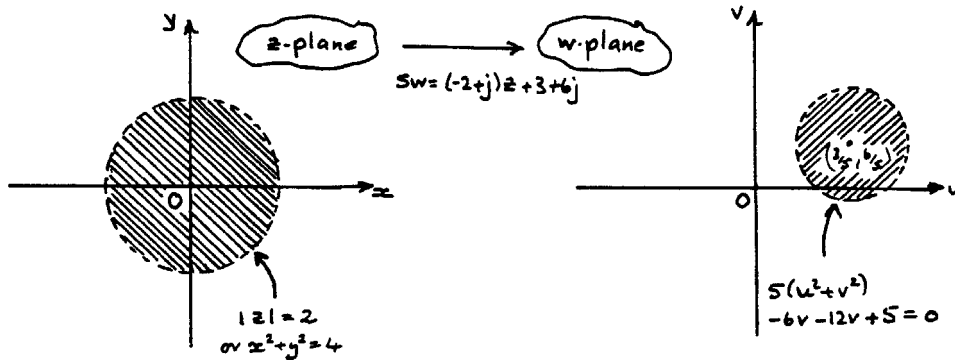 y
v
z-plane
w-plane
5w=(-2+j)z+3+6j
(3/5, 6/5)
O
x
O
u
|z|=2
or x²+y²=4
5(u²+v²)
-6v-12v+5=0